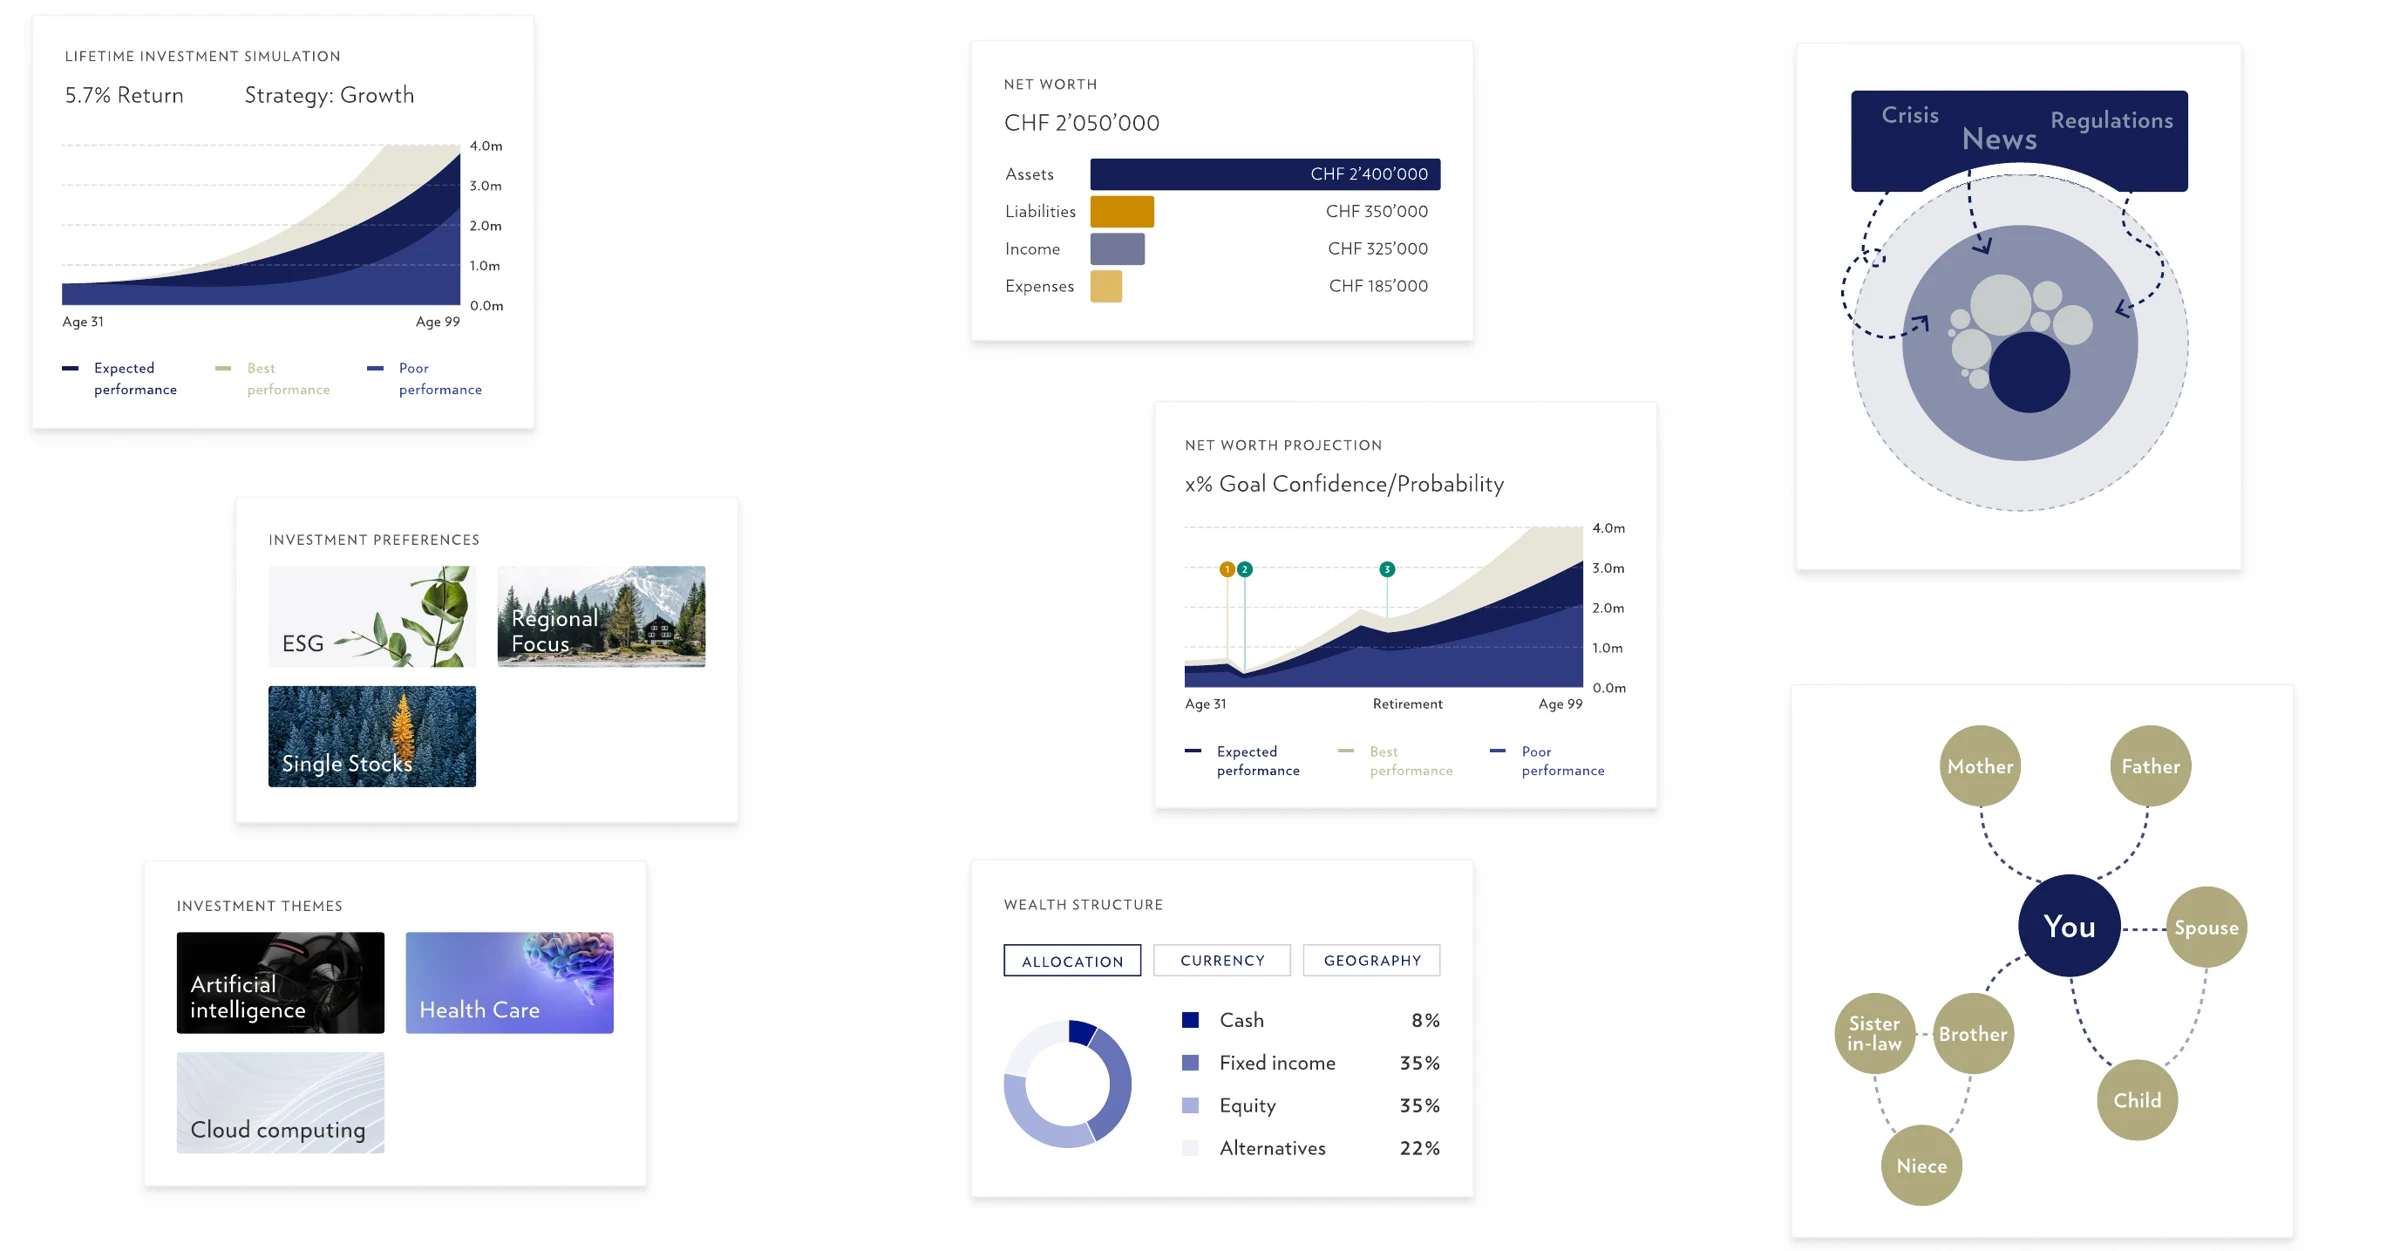 LIFETIME INVESTMENT SIMULATION
5.7% Return Strategy: Growth
4.0m
3.0m
2.0m
1.0m
0.0m
Age 31 Age 99
Expected performance
Best performance
Poor performance
INVESTMENT PREFERENCES
ESG
Regional
Focus
Single Stocks
INVESTMENT THEMES
Artificial
intelligence
Health Care
Cloud computing
NET WORTH
CHF 2’050’000
Assets CHF 2’400’000
Liabilities CHF 350’000
Income CHF 325’000
Expenses CHF 185’000
NET WORTH PROJECTION
x% Goal Confidence/Probability
4.0m
1 2 3 3.0m
2.0m
1.0m
0.0m
Age 31 Retirement Age 99
Expected performance
Best performance
Poor performance
WEALTH STRUCTURE
ALLOCATION CURRENCY GEOGRAPHY
Cash 8%
Fixed income 35%
Equity 35%
Alternatives 22%
Crisis News Regulations
Mother Father
You Spouse
Sister
in-law
Brother
Child
Niece